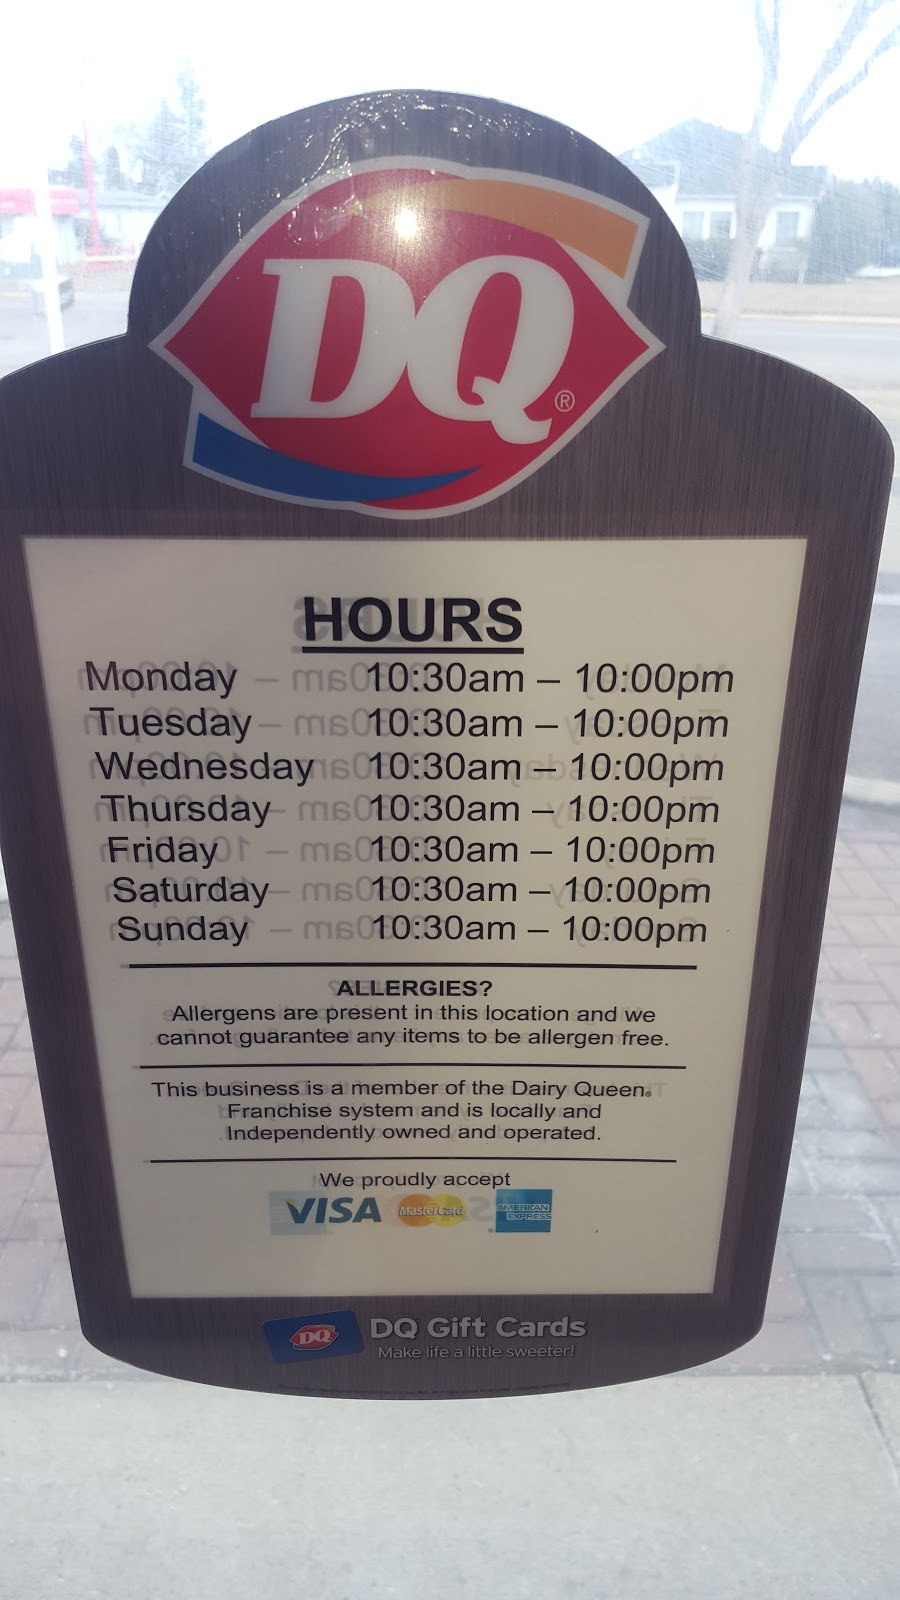 DQ®
HOURS
Monday 10:30am – 10:00pm
Tuesday 10:30am – 10:00pm
Wednesday 10:30am – 10:00pm
Thursday 10:30am – 10:00pm
Friday 10:30am – 10:00pm
Saturday 10:30am – 10:00pm
Sunday 10:30am – 10:00pm
ALLERGIES?
Allergens are present in this location and we
cannot guarantee any items to be allergen free.
This business is a member of the Dairy Queen®
Franchise system and is locally and
Independently owned and operated.
We proudly accept
VISA MasterCard AMERICAN EXPRESS
DQ DQ Gift Cards
Make life a little sweeter!